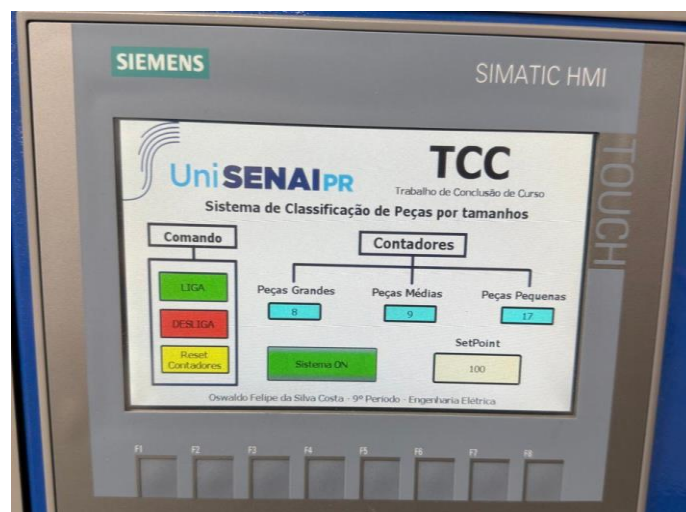 SIEMENS
SIMATIC HMI
TOUCH
UniSENAIPR
TCC
Trabalho de Conclusão de Curso
Sistema de Classificação de Peças por tamanhos
Comando
Contadores
LIGA
DESLIGA
Reset
Contadores
Peças Grandes
8
Peças Médias
9
Peças Pequenas
17
Sistema ON
SetPoint
100
Oswaldo Felipe da Silva Costa - 9º Período - Engenharia Elétrica
F1 F2 F3 F4 F5 F6 F7 F8